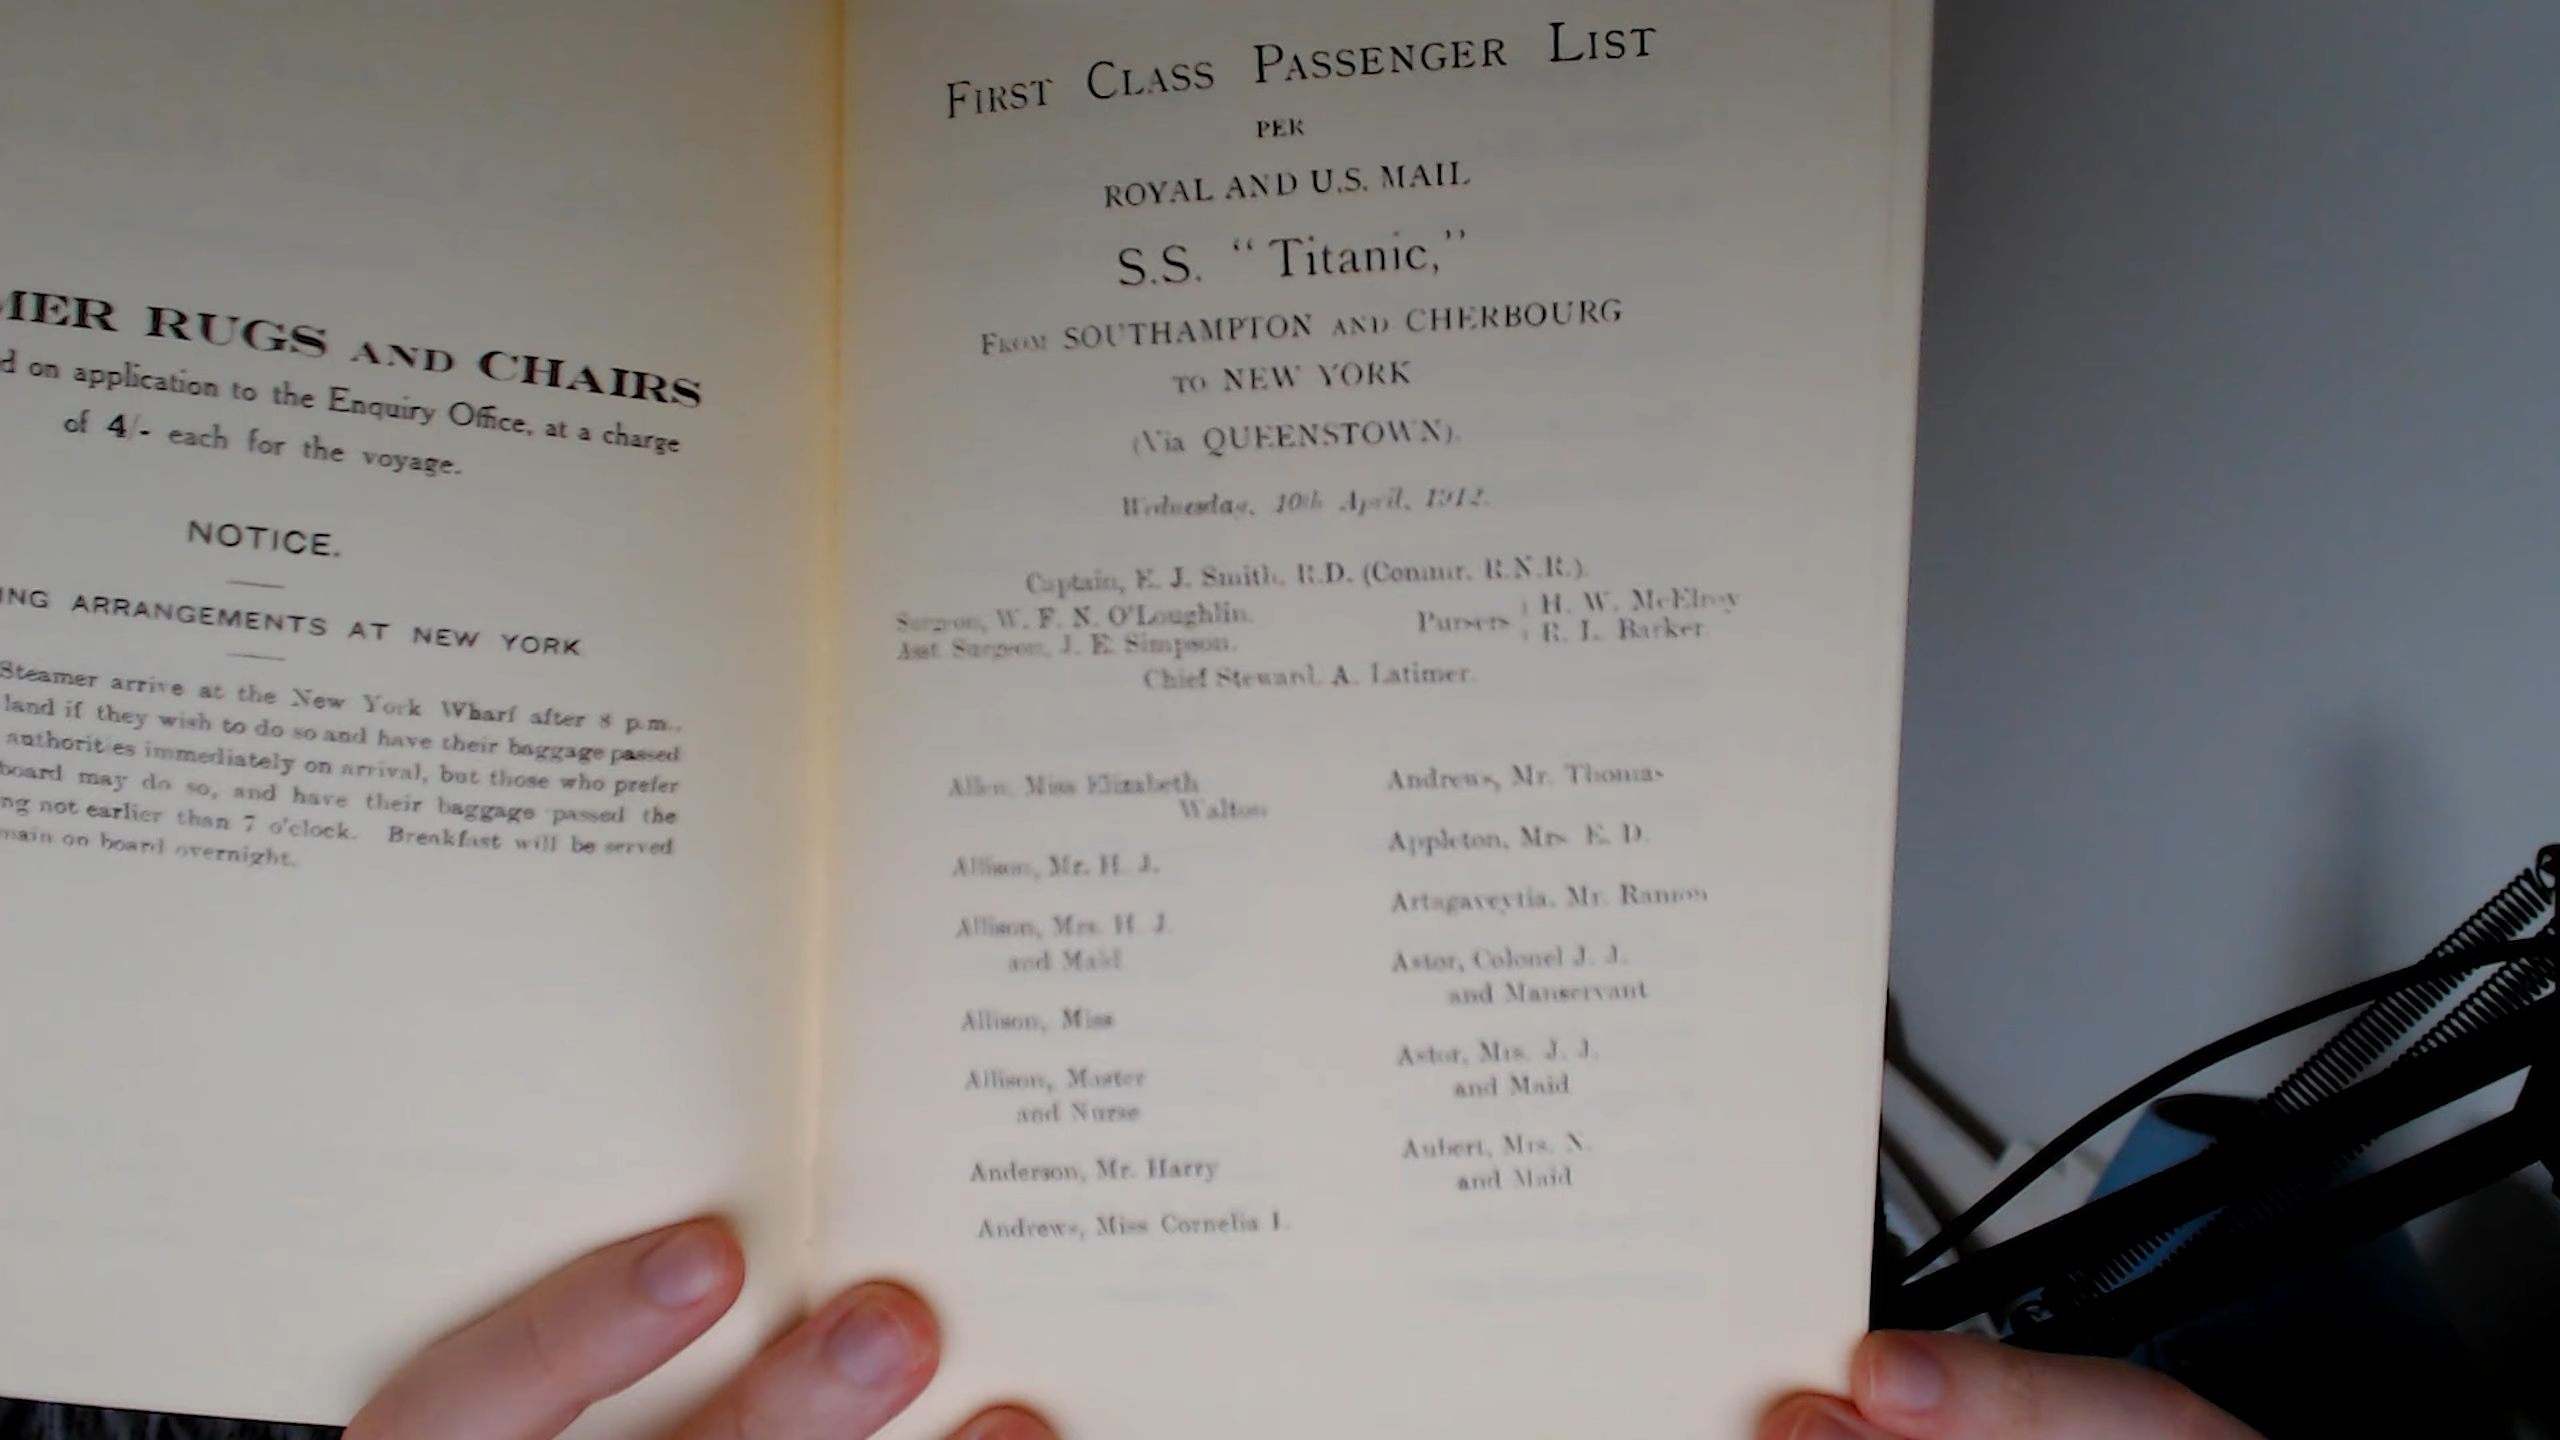 MER RUGS AND CHAIRS
d on application to the Enquiry Office, at a charge
of 4/- each for the voyage.
NOTICE.
ING ARRANGEMENTS AT NEW YORK
Steamer arrive at the New York Wharf after 8 p.m.,
land if they wish to do so and have their baggage passed
authorities immediately on arrival, but those who prefer
board may do so, and have their baggage passed the
ng not earlier than 7 o'clock. Breakfast will be served
main on board overnight.
FIRST CLASS PASSENGER LIST
PER
ROYAL AND U.S. MAIL
S.S. "Titanic,"
FROM SOUTHAMPTON AND CHERBOURG
TO NEW YORK
(Via QUEENSTOWN).
Wednesday, 10th April, 1912.
Captain, E. J. Smith, R.D. (Commr. R.N.R.).
Surgeon, W. F. N. O'Loughlin.
Asst. Surgeon, J. E. Simpson.
Pursers { H. W. McElroy
R. L. Barker.
Chief Steward, A. Latimer.
Allen, Miss Elizabeth
Walton
Allison, Mr. H. J.
Allison, Mrs. H. J.
and Maid
Allison, Miss
Allison, Master
and Nurse
Anderson, Mr. Harry
Andrews, Miss Cornelia I.
Andrews, Mr. Thomas
Appleton, Mrs. E. D.
Artagaveytia, Mr. Ramon
Astor, Colonel J. J.
and Manservant
Astor, Mrs. J. J.
and Maid
Aubert, Mrs. N.
and Maid